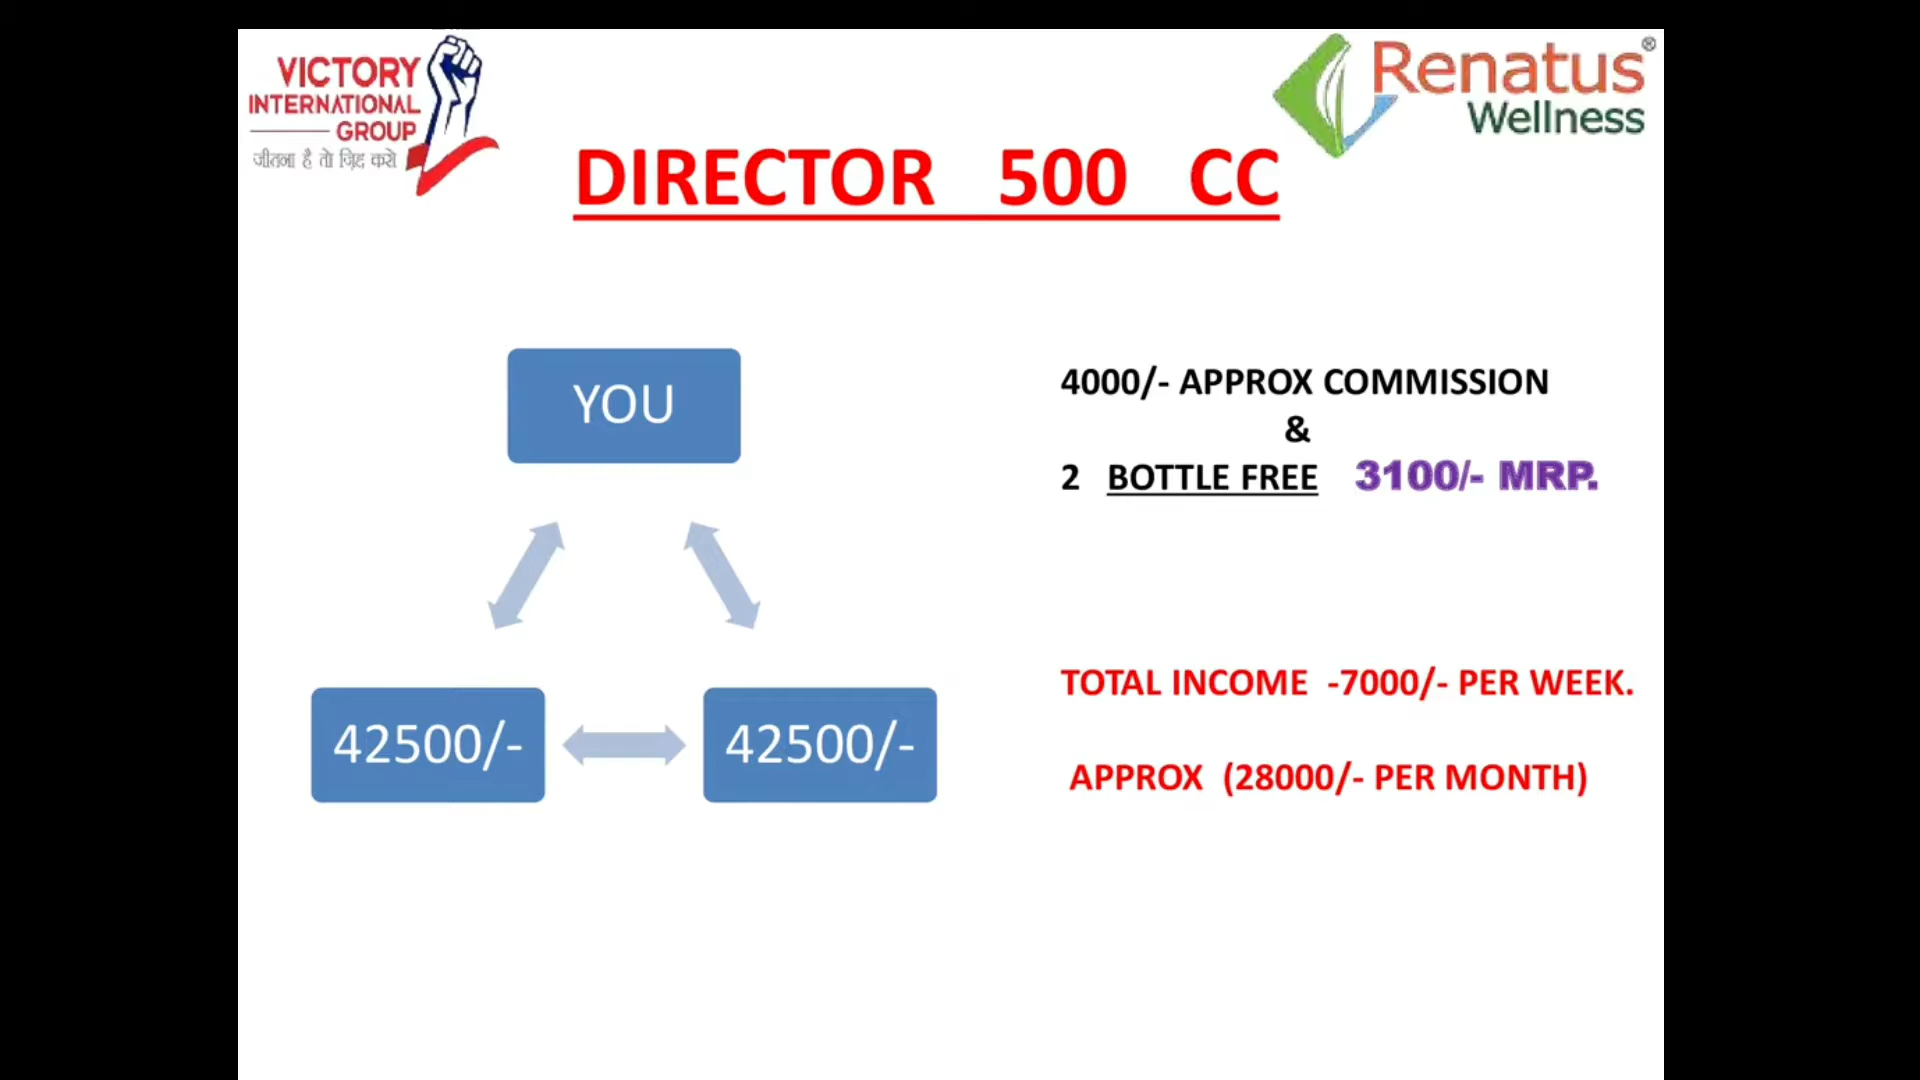 VICTORY
INTERNATIONAL
GROUP
जीतना है तो ज़िद करो
Renatus®
Wellness
DIRECTOR 500 CC
YOU
4000/- APPROX COMMISSION
&
2 BOTTLE FREE 3100/- MRP.
42500/- 42500/-
TOTAL INCOME -7000/- PER WEEK.
APPROX (28000/- PER MONTH)